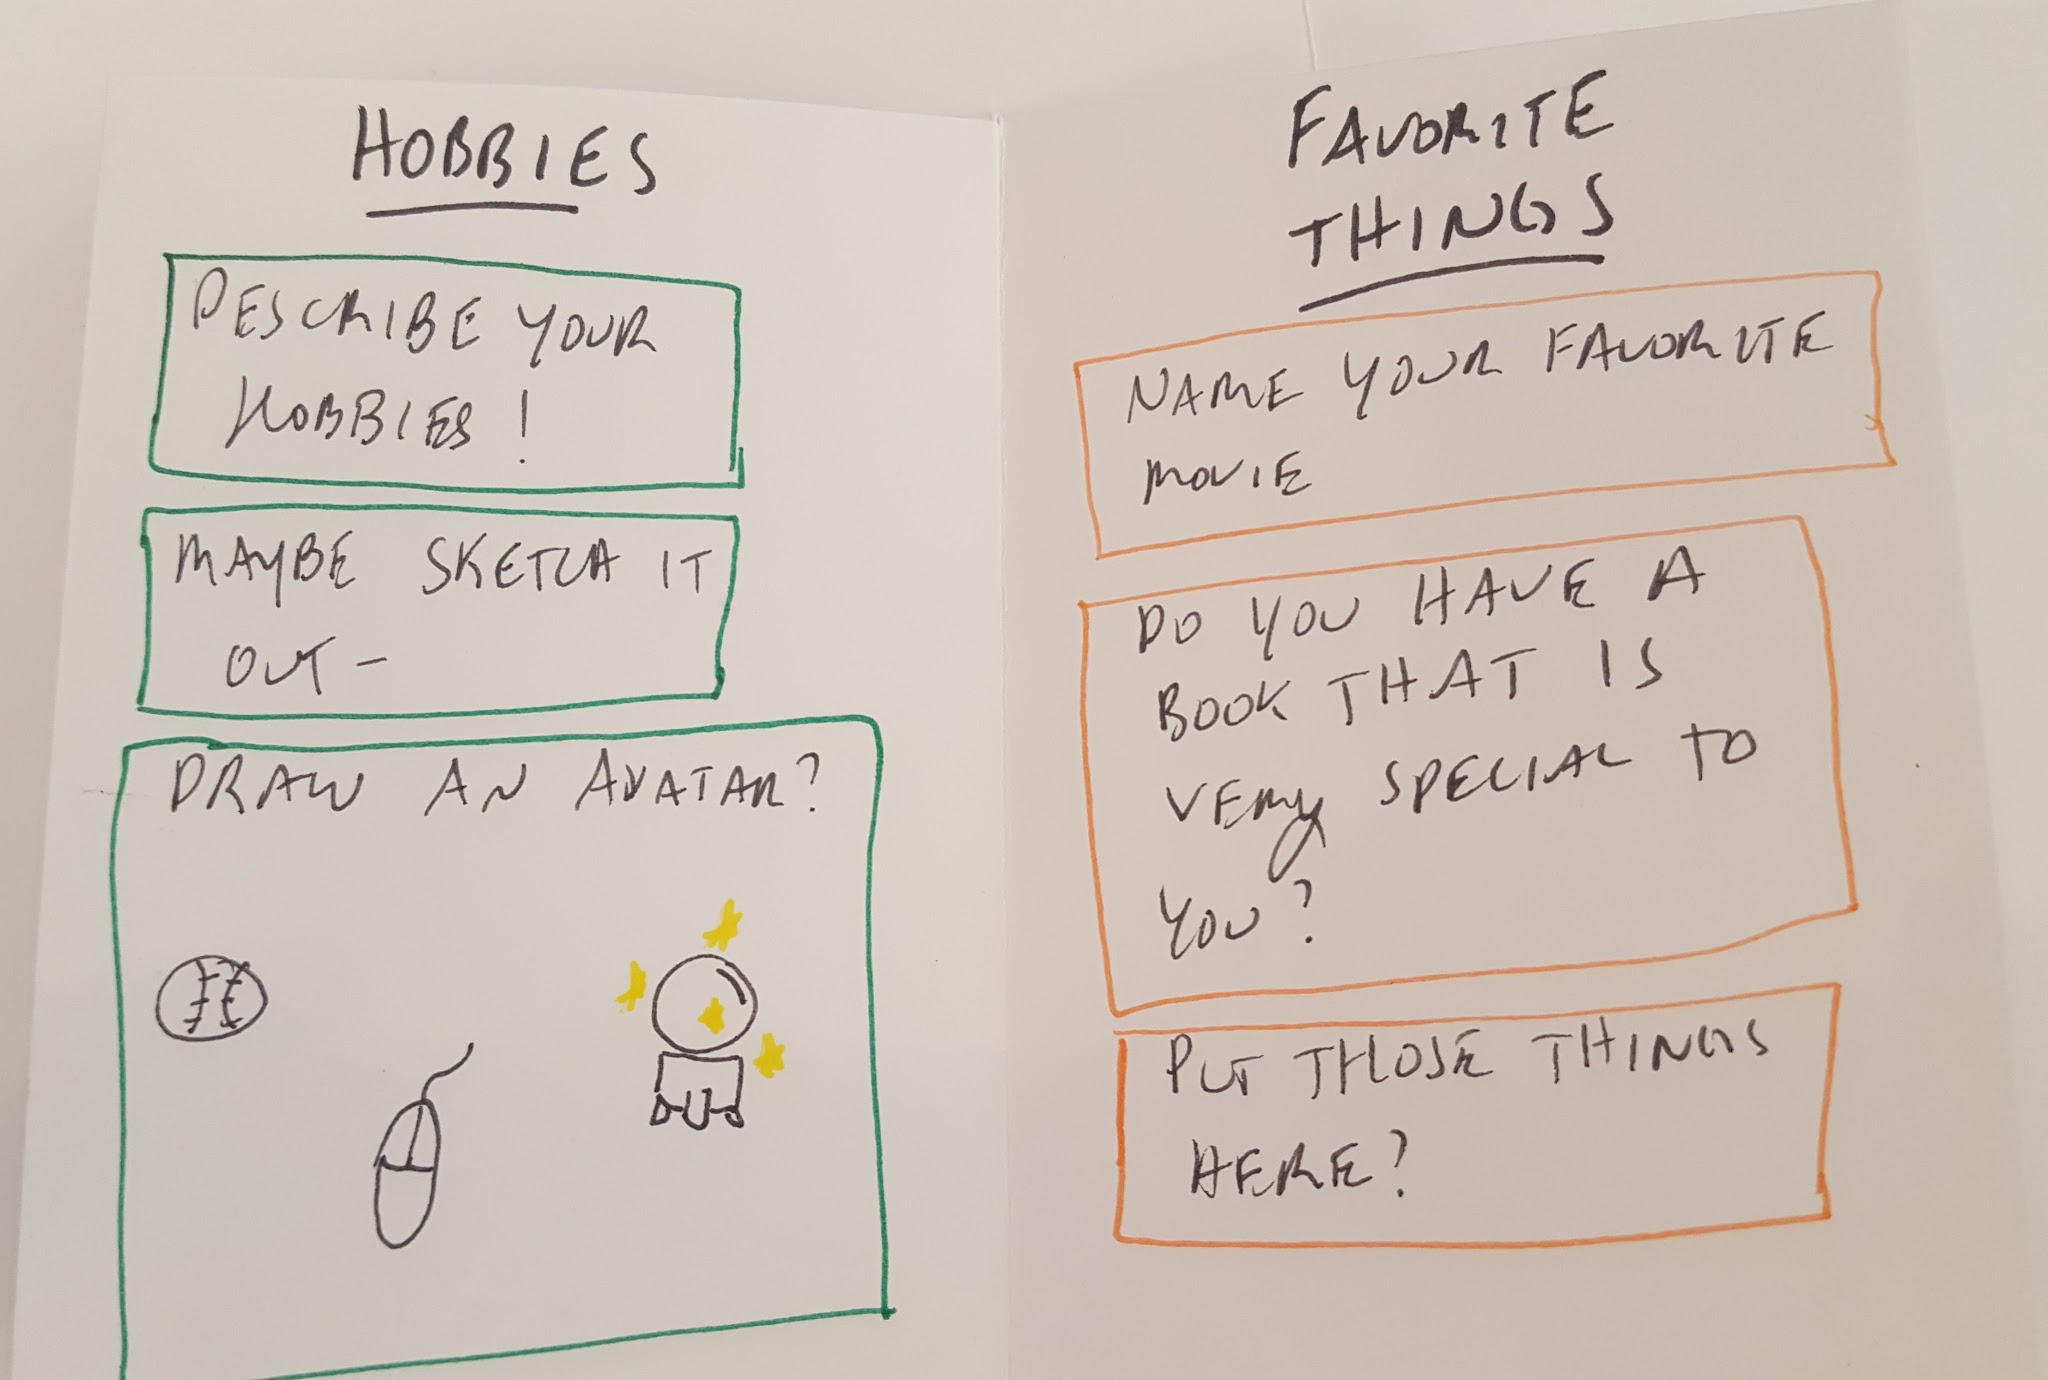 HOBBIES
DESCRIBE YOUR
HOBBIES!
MAYBE SKETCH IT
OUT -
DRAW AN AVATAR?
FAVORITE
THINGS
NAME YOUR FAVORITE
MOVIE
DO YOU HAVE A
BOOK THAT IS
VERY SPECIAL TO
YOU?
PUT THOSE THINGS
HERE?